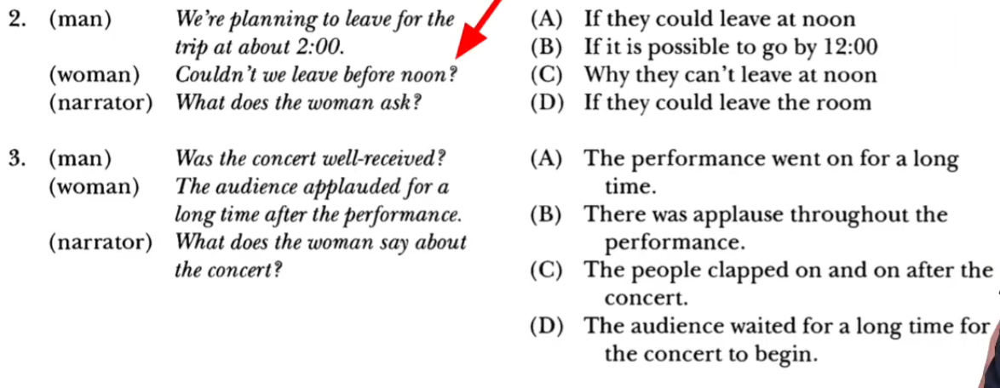 2. (man) We're planning to leave for the
trip at about 2:00.
(woman) Couldn't we leave before noon?
(narrator) What does the woman ask?
(A) If they could leave at noon
(B) If it is possible to go by 12:00
(C) Why they can't leave at noon
(D) If they could leave the room
3. (man) Was the concert well-received?
(woman) The audience applauded for a
long time after the performance.
(narrator) What does the woman say about
the concert?
(A) The performance went on for a long
time.
(B) There was applause throughout the
performance.
(C) The people clapped on and on after the
concert.
(D) The audience waited for a long time for
the concert to begin.